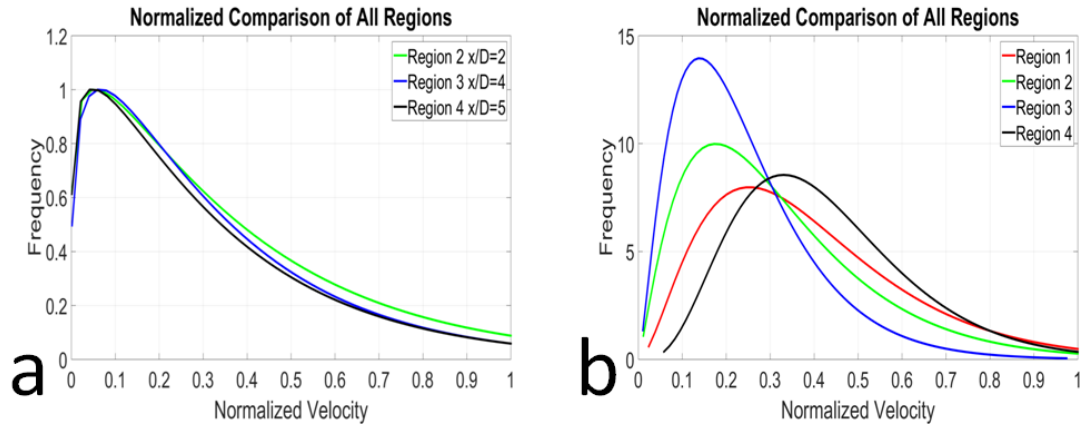 Normalized Comparison of All Regions
1.2
1
0.8
0.6
0.4
0.2
0
Frequency
Region 2 x/D=2
Region 3 x/D=4
Region 4 x/D=5
0 0.1 0.2 0.3 0.4 0.5 0.6 0.7 0.8 0.9 1
Normalized Velocity
a
Normalized Comparison of All Regions
15
10
5
0
Frequency
Region 1
Region 2
Region 3
Region 4
0 0.1 0.2 0.3 0.4 0.5 0.6 0.7 0.8 0.9 1
Normalized Velocity
b